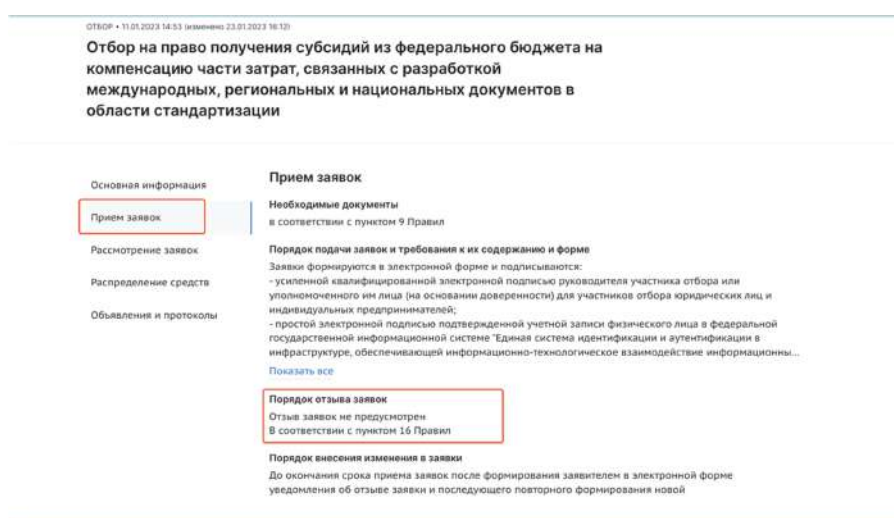 ОТБОР • 11.01.2023 14:53 (изменено 23.01.2023 16:12)
Отбор на право получения субсидий из федерального бюджета на
компенсацию части затрат, связанных с разработкой
международных, региональных и национальных документов в
области стандартизации
Основная информация
Прием заявок
Рассмотрение заявок
Распределение средств
Объявления и протоколы
Прием заявок
Необходимые документы
в соответствии с пунктом 9 Правил
Порядок подачи заявок и требования к их содержанию и форме
Заявки формируются в электронной форме и подписываются:
- усиленной квалифицированной электронной подписью руководителя участника отбора или
уполномоченного им лица (на основании доверенности) для участников отбора юридических лиц и
индивидуальных предпринимателей;
- простой электронной подписью подтвержденной учетной записи физического лица в федеральной
государственной информационной системе "Единая система идентификации и аутентификации в
инфраструктуре, обеспечивающей информационно-технологическое взаимодействие информационны...
Показать все
Порядок отзыва заявок
Отзыв заявок не предусмотрен
В соответствии с пунктом 16 Правил
Порядок внесения изменения в заявки
До окончания срока приема заявок после формирования заявителем в электронной форме
уведомления об отзыве заявки и последующего повторного формирования новой